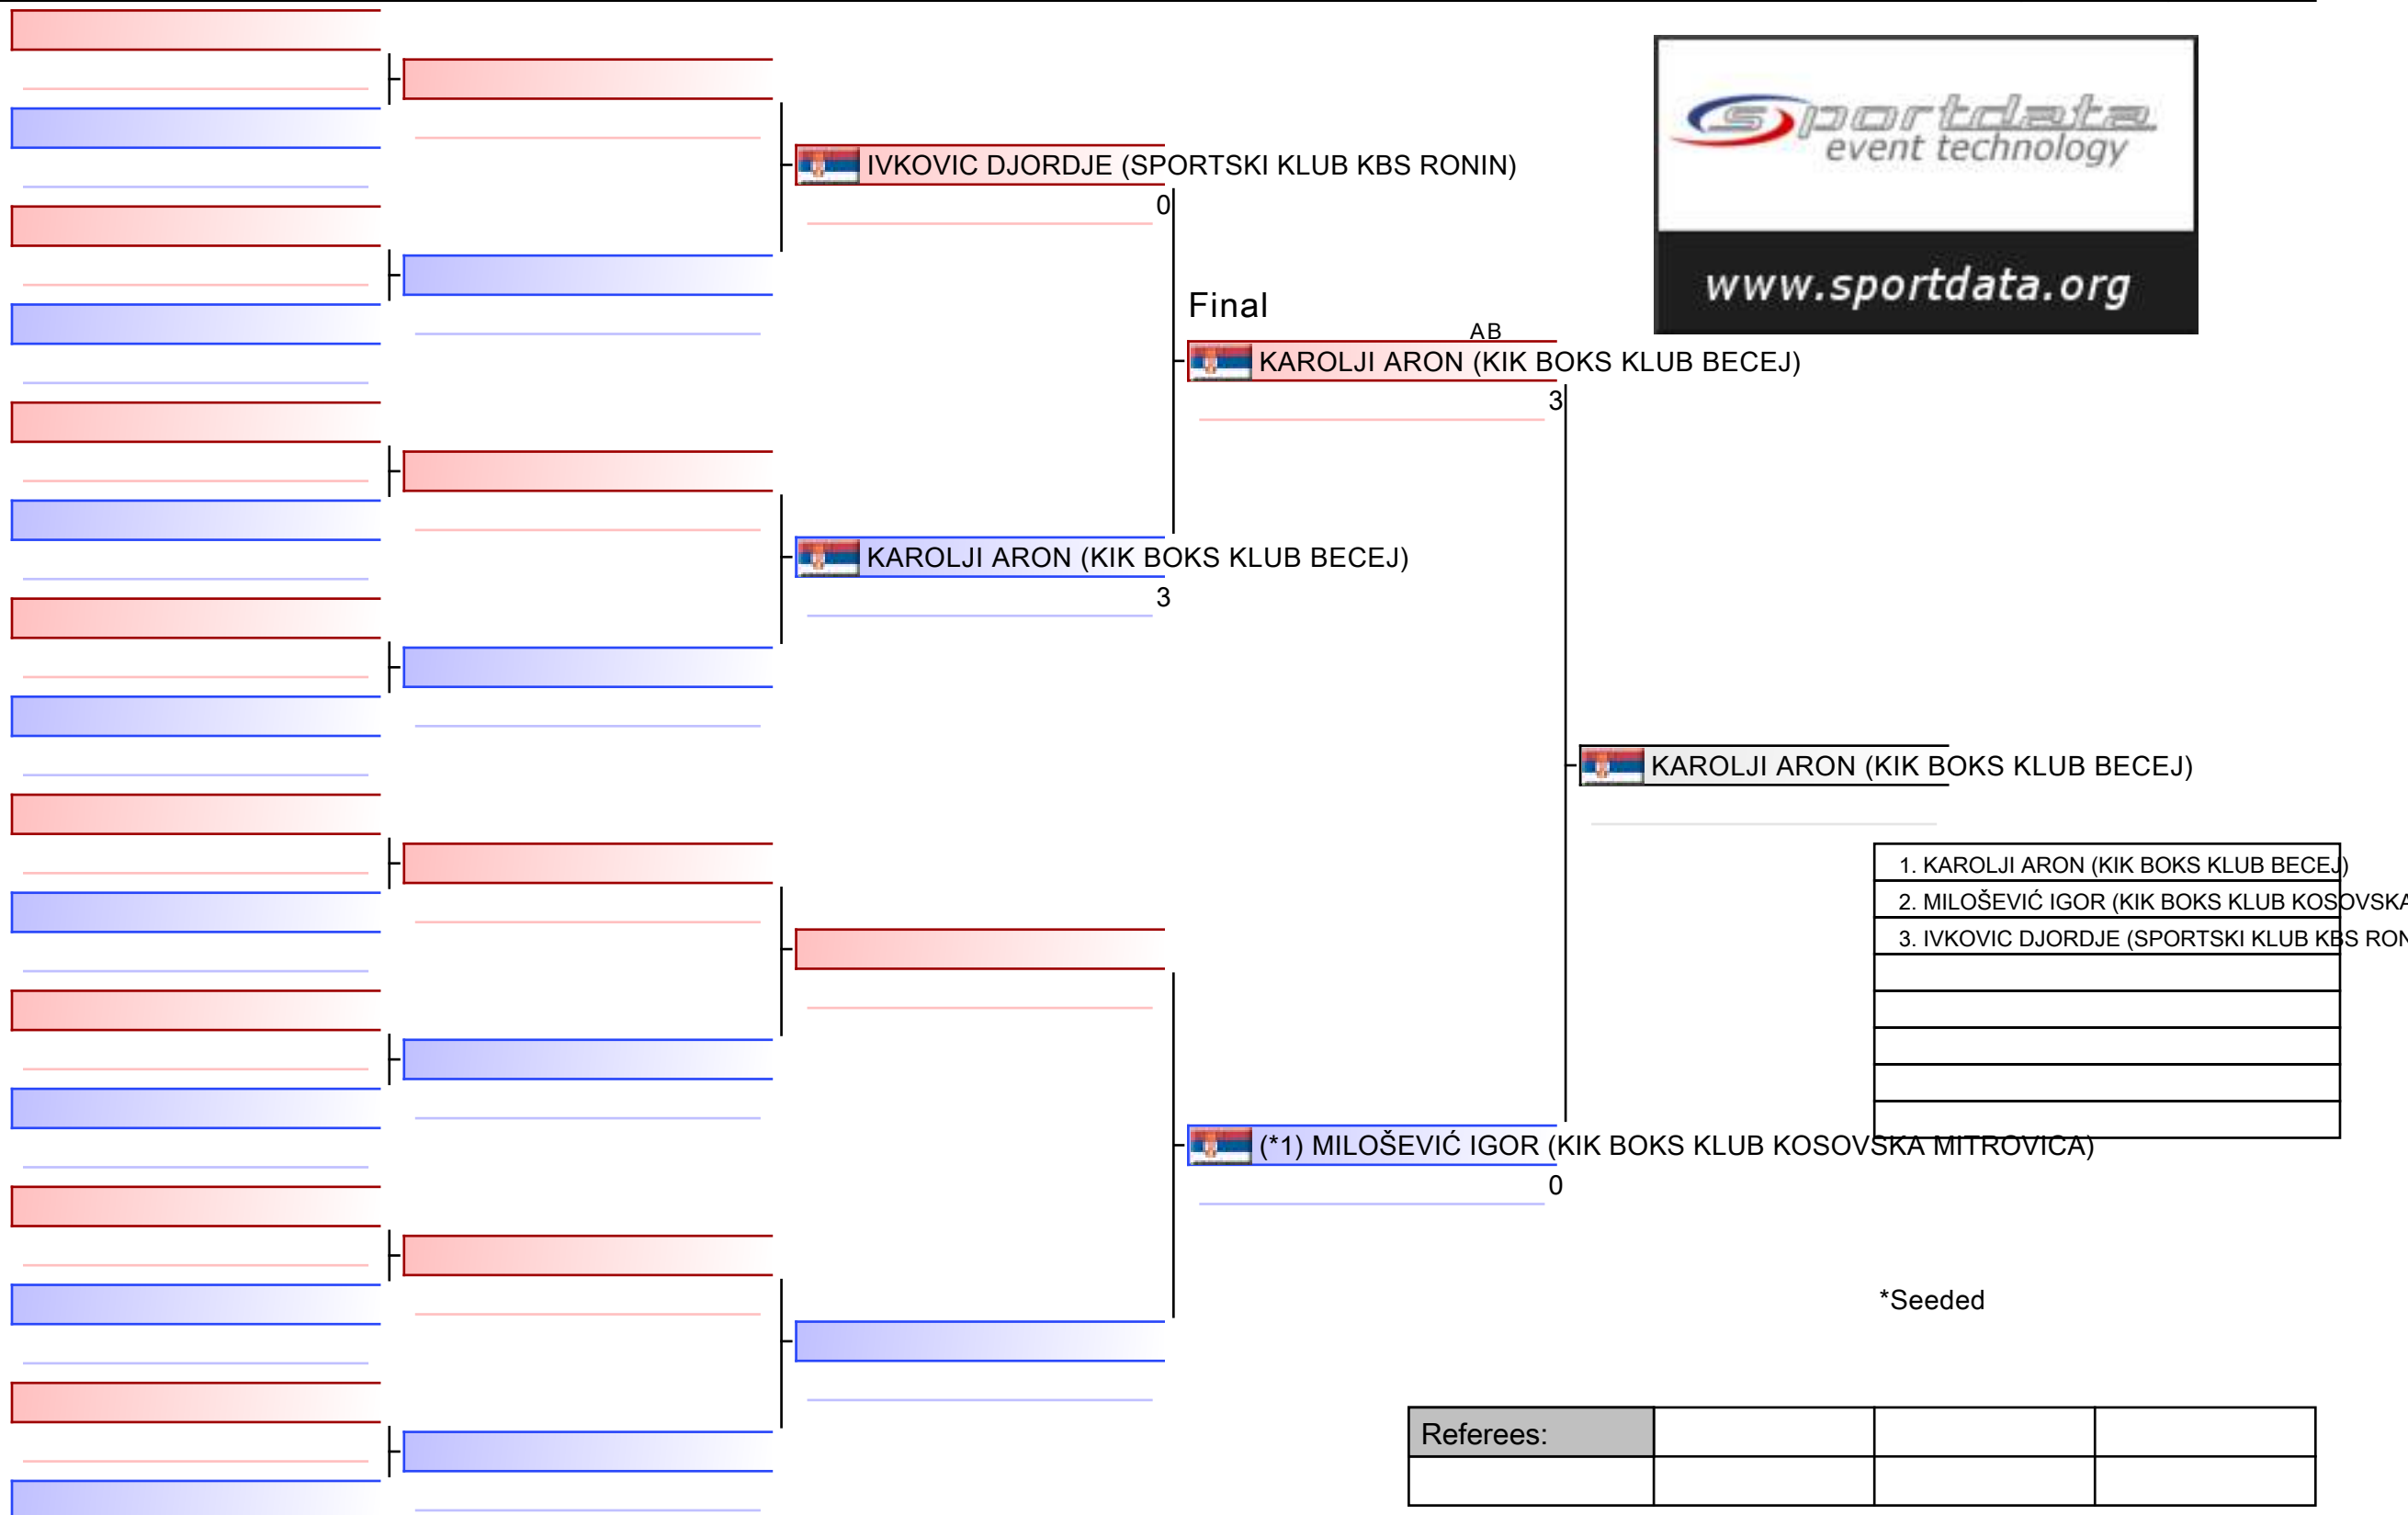 sportdata
event technology
www.sportdata.org
IVKOVIC DJORDJE (SPORTSKI KLUB KBS RONIN)
0
Final
AB
KAROLJI ARON (KIK BOKS KLUB BECEJ)
3
KAROLJI ARON (KIK BOKS KLUB BECEJ)
3
KAROLJI ARON (KIK BOKS KLUB BECEJ)
1. KAROLJI ARON (KIK BOKS KLUB BECEJ)
2. MILOŠEVIĆ IGOR (KIK BOKS KLUB KOSOVSKA
3. IVKOVIC DJORDJE (SPORTSKI KLUB KBS RON
(*1) MILOŠEVIĆ IGOR (KIK BOKS KLUB KOSOVSKA MITROVICA)
0
*Seeded
Referees: